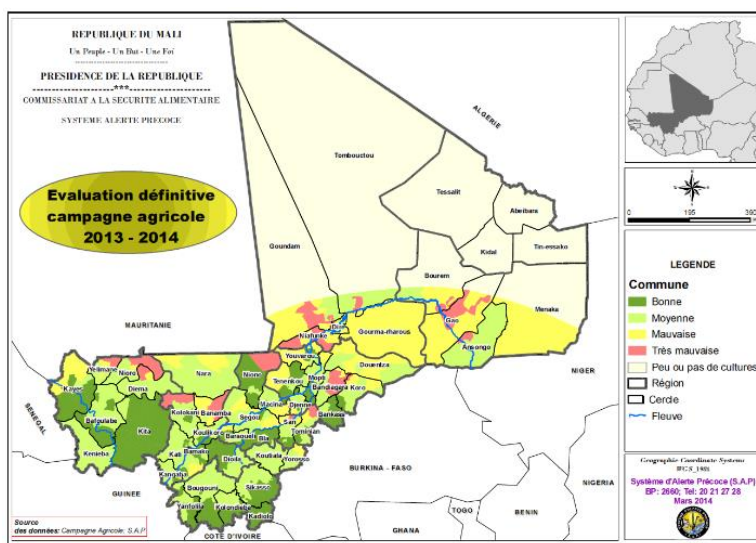 REPUBLIQUE DU MALI
Un Peuple - Un But - Une Foi
PRESIDENCE DE LA REPUBLIQUE
***
COMMISSARIAT A LA SECURITE ALIMENTAIRE
SYSTEME ALERTE PRECOCE
Evaluation définitive
campagne agricole
2013 - 2014
ALGERIE
Tombouctou
Tessalit
Abeibara
Kidal
Tin-essako
Goundam
Bourem
Menaka
MAURITANIE
Niafunke
Dire
Gourma-rharous
Gao
Ansongo
NIGER
Youvarou
Douentza
Yelimane
Nioro
Nara
Niono
Tenenkou
Mopti
Bandiagara
Koro
Kayes
Diema
Kolokani
Banamba
Macina
Djenne
Bankass
SENEGAL
Bafoulabe
Kita
Koulikoro
Segou
San
Tominian
Kenieba
Kati
Bamako
Baraoueli
Bla
Dioila
Koutiala
Yorosso
Kangaba
BURKINA - FASO
GUINEE
Bougouni
Sikasso
Yanfolila
Kolondieba
Kadiolo
COTE D'IVOIRE
GHANA
TOGO
BENIN
NIGERIA
Source
des données: Campagne Agricole: S.A.P
0 195 390
LEGENDE
Commune
Bonne
Moyenne
Mauvaise
Très mauvaise
Peu ou pas de cultures
Région
Cercle
Fleuve
Geographic Coordinate Systems
Système d'Alerte Précoce (S.A.P)
BP: 2660; Tel: 20 21 27 28
Mars 2014